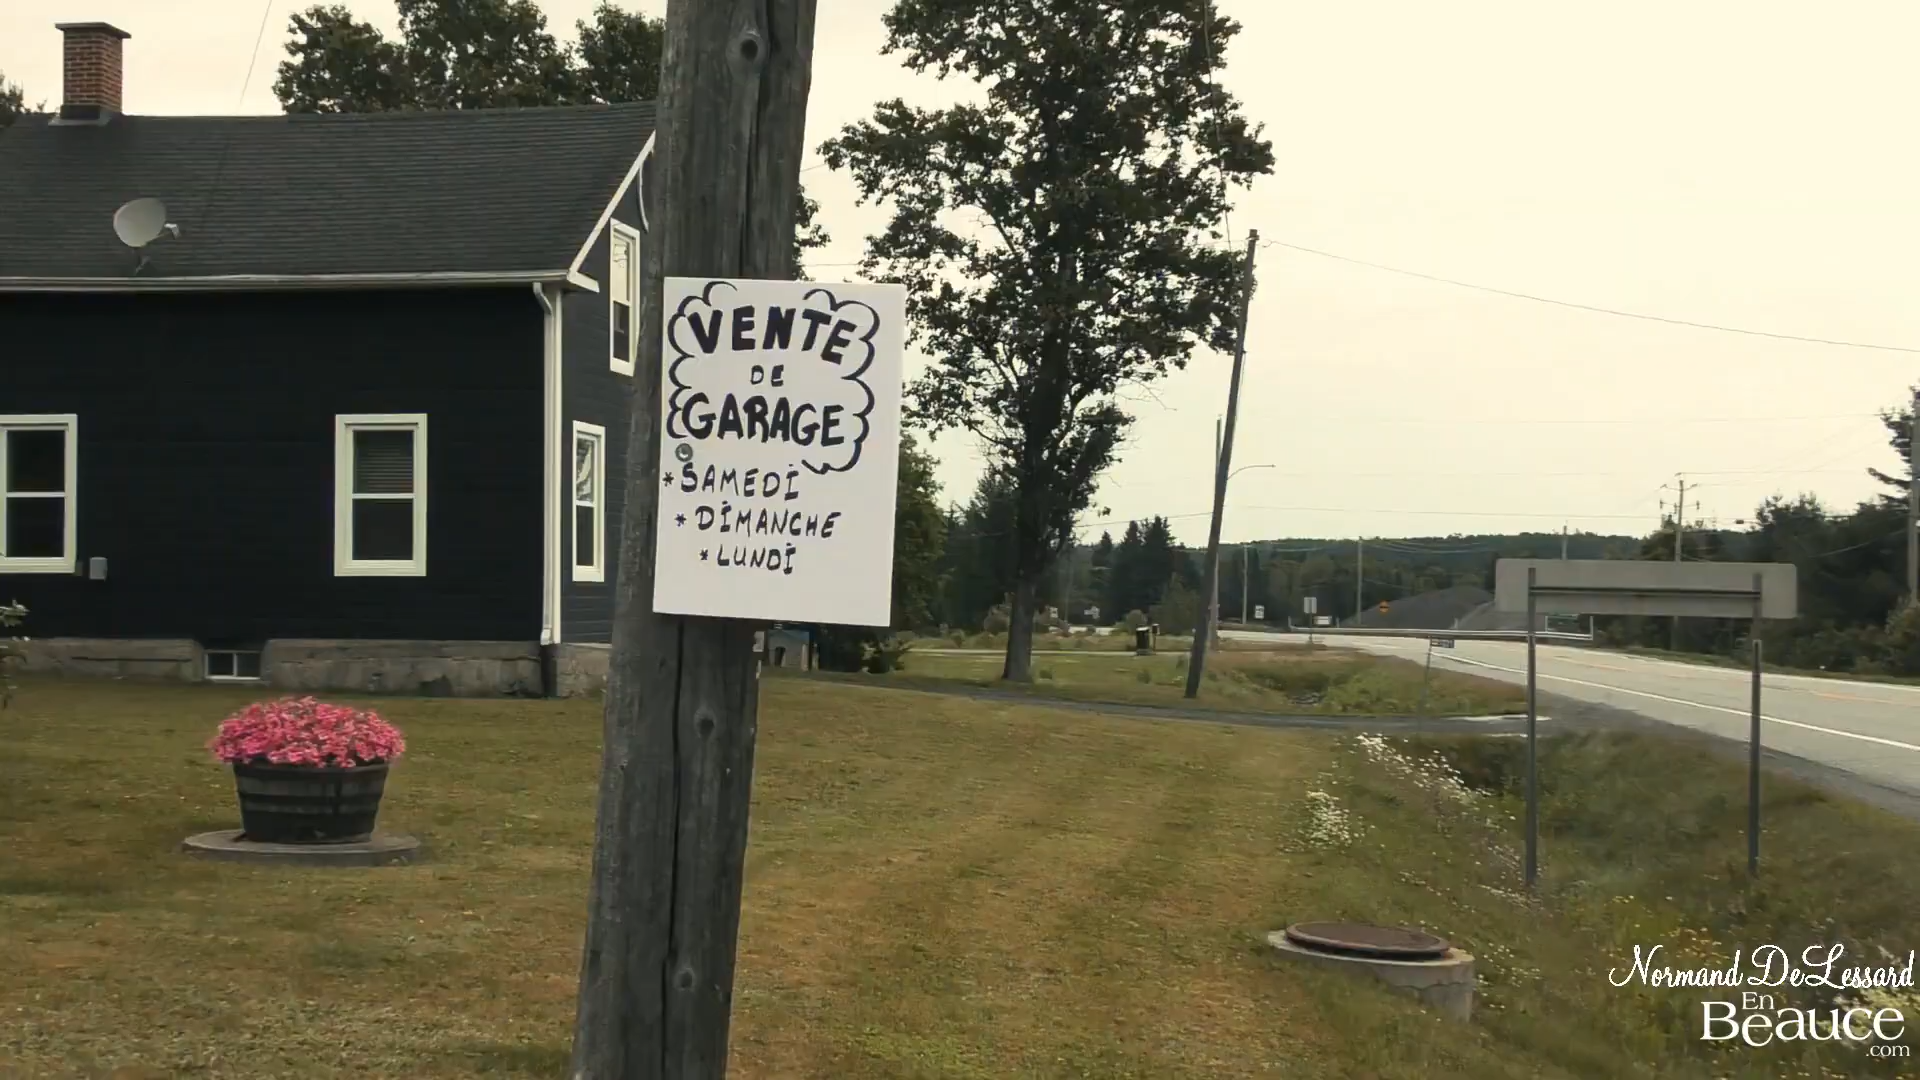 VENTE
DE
GARAGE
* SAMEDI
* DIMANCHE
* LUNDI
Normand DeLessard
En
Beauce
.com